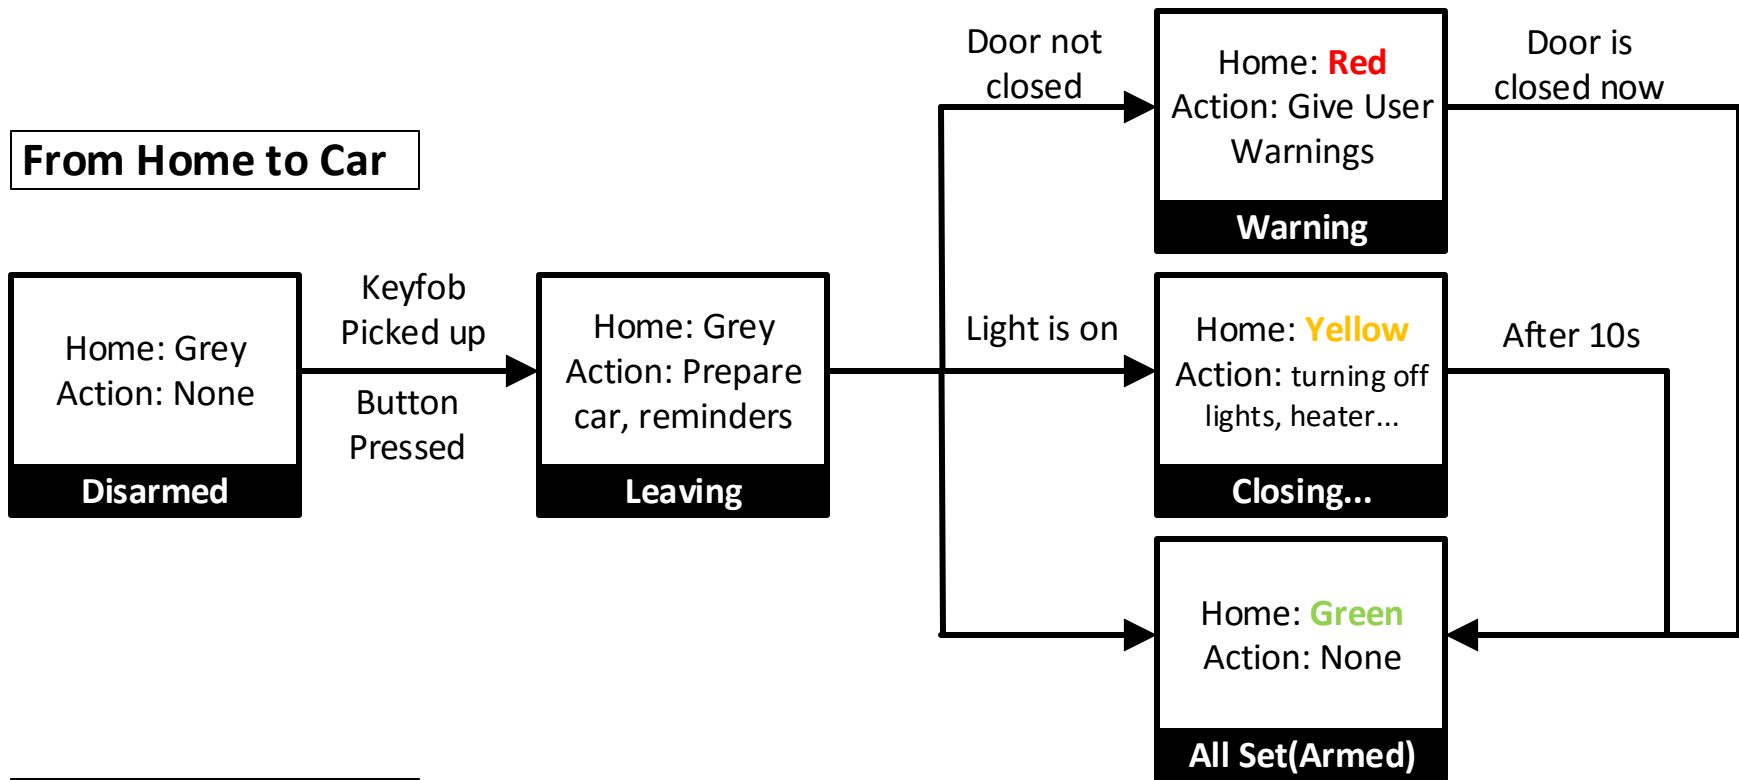 From Home to Car
Home: Grey
Action: None
Disarmed
Keyfob
Picked up
Button
Pressed
Home: Grey
Action: Prepare
car, reminders
Leaving
Door not
closed
Home: Red
Action: Give User
Warnings
Warning
Door is
closed now
Light is on
Home: Yellow
Action: turning off
lights, heater...
Closing...
After 10s
Home: Green
Action: None
All Set(Armed)